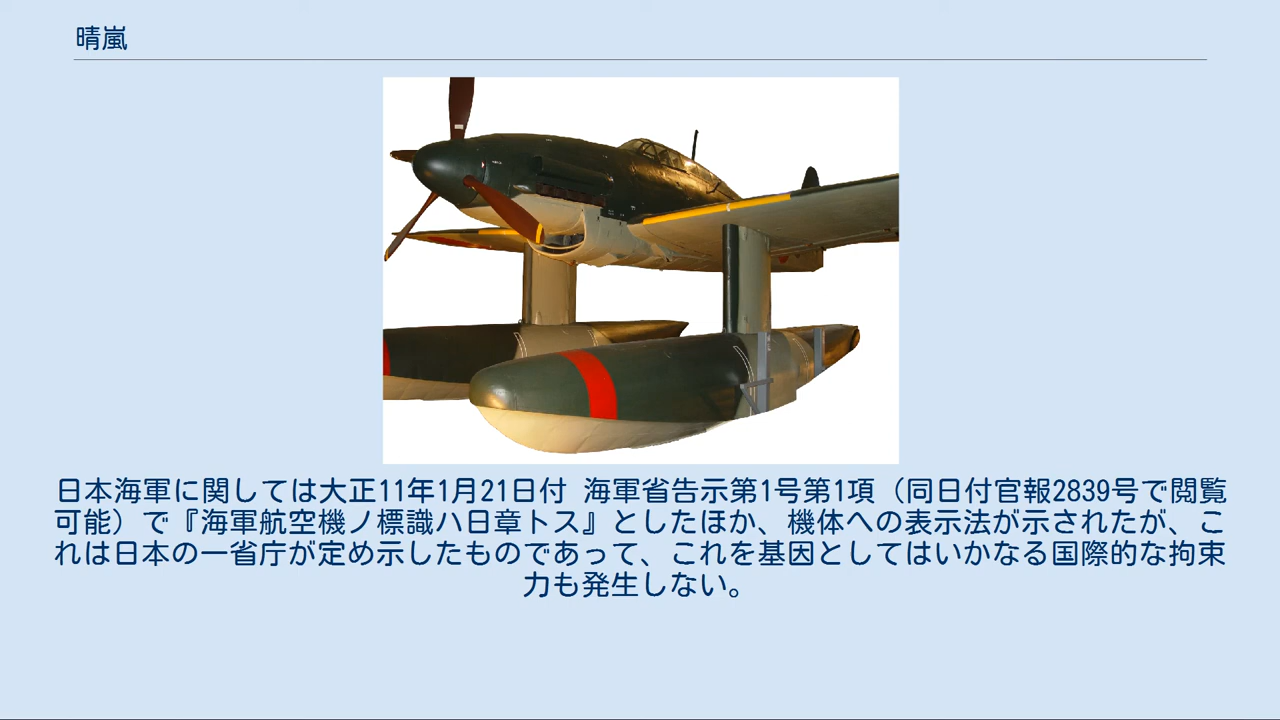 晴嵐
日本海軍に関しては大正11年1月21日付 海軍省告示第1号第1項（同日付官報2839号で閲覧
可能）で『海軍航空機ノ標識ハ日章トス』としたほか、機体への表示法が示されたが、こ
れは日本の一省庁が定め示したものであって、これを基因としてはいかなる国際的な拘束
力も発生しない。